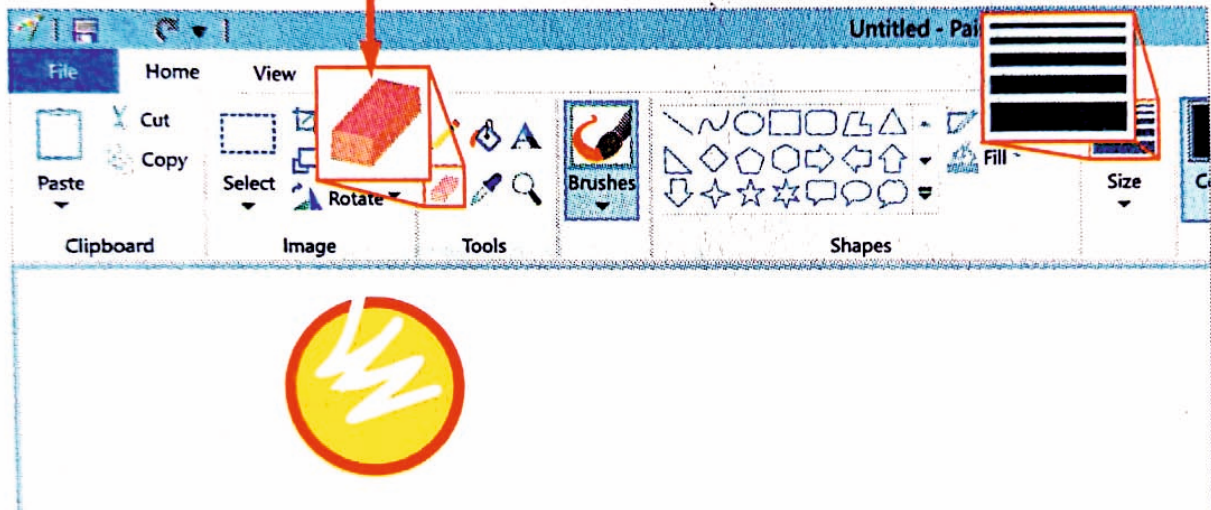 Untitled - Pai
File Home View
Cut
Copy
Paste
Select
Rotate
Brushes
Fill
Size
Clipboard Image Tools Shapes